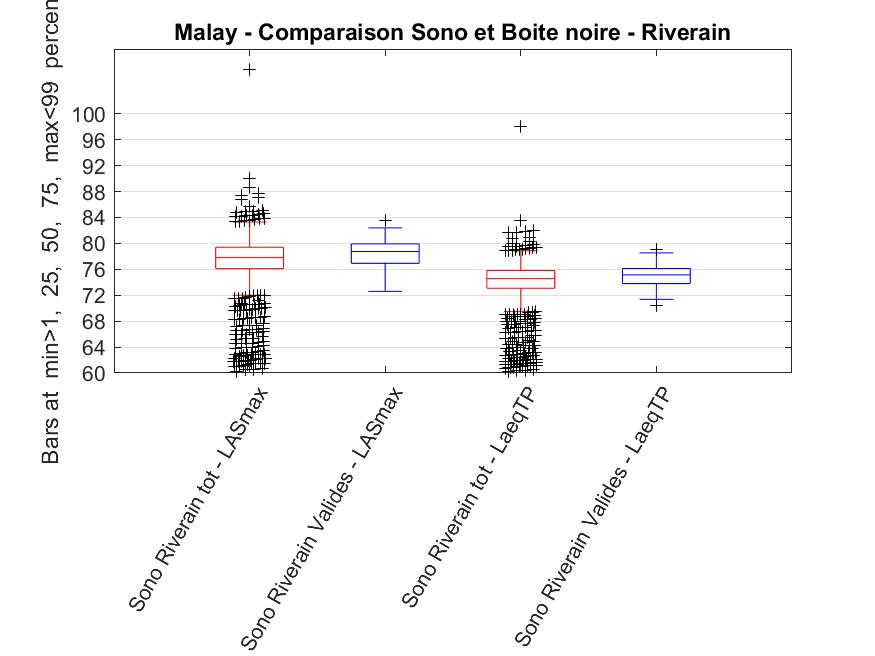 Malay - Comparaison Sono et Boite noire - Riverain
Bars at min>1, 25, 50, 75, max<99 percen
100
96
92
88
84
80
76
72
68
64
60
Sono Riverain tot - LASmax
Sono Riverain Valides - LASmax
Sono Riverain tot - LaeqTP
Sono Riverain Valides - LaeqTP